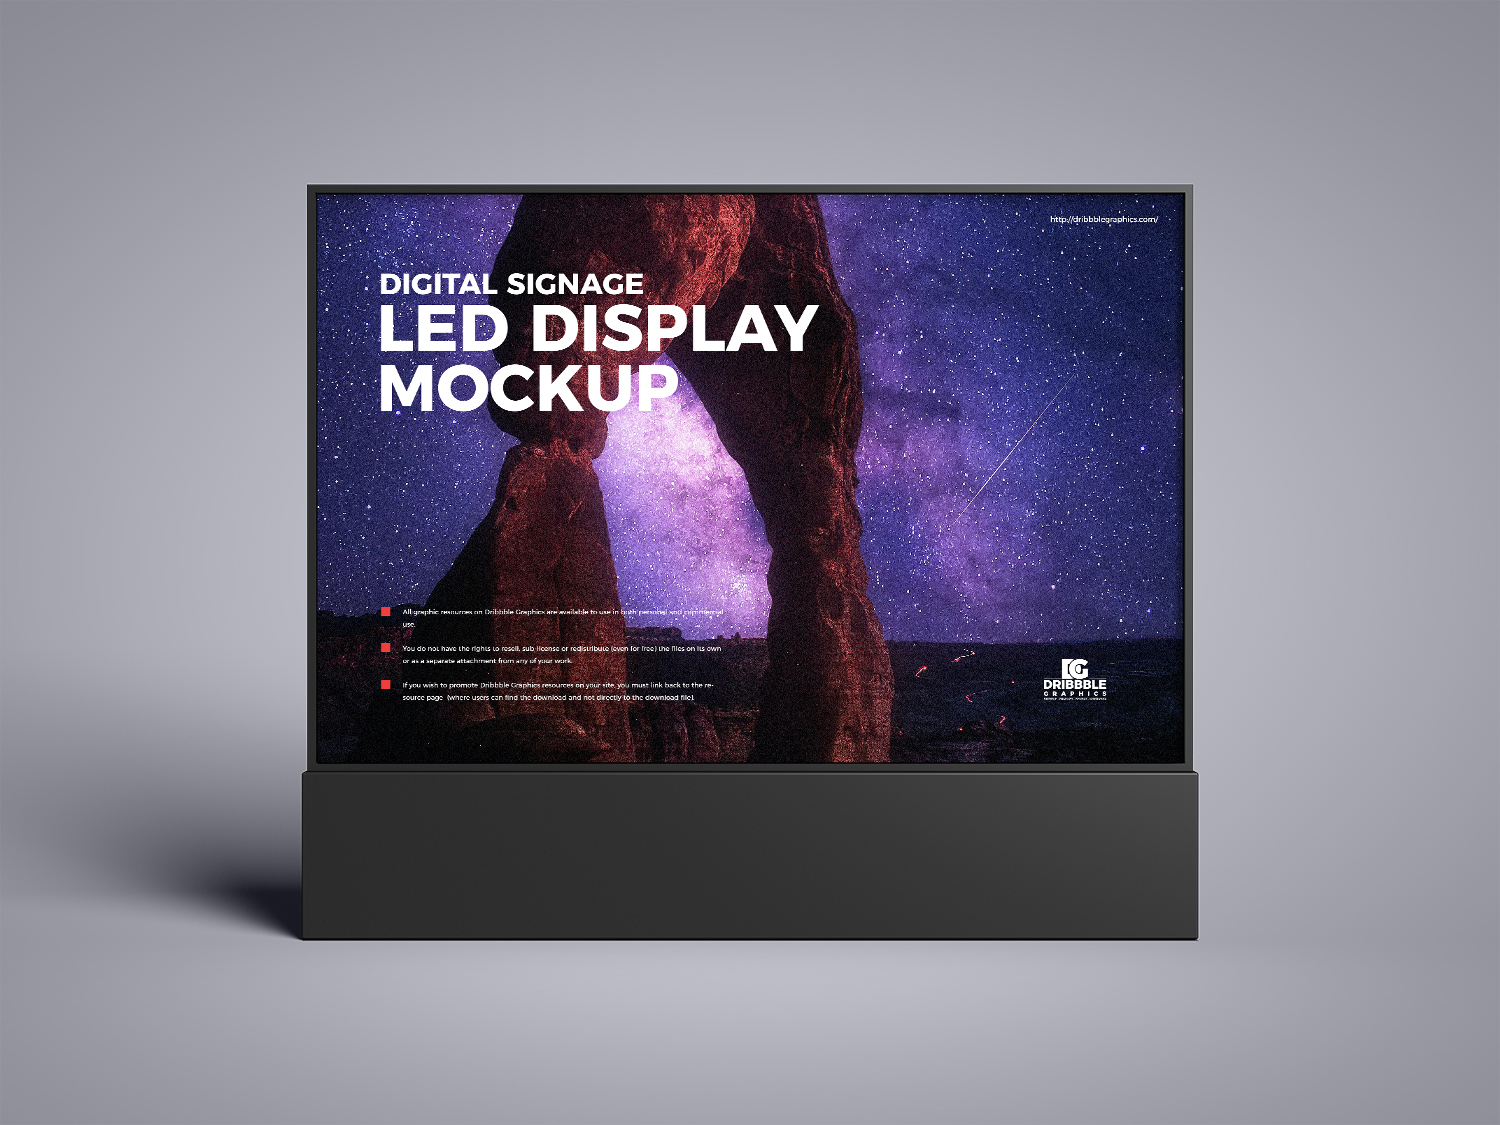 http://dribbblegraphics.com/
DIGITAL SIGNAGE
LED DISPLAY
MOCKUP
All graphic resources on Dribbble Graphics are available to use in both personal and commercial
use.
You do not have the rights to resell, sub-license or redistribute (even for free) the files on its own
or as a separate attachment from any of your work.
If you wish to promote Dribbble Graphics resources on your site, you must link back to the re-
source page (where users can find the download and not directly to the download file).
DG
DRIBBBLE
GRAPHICS